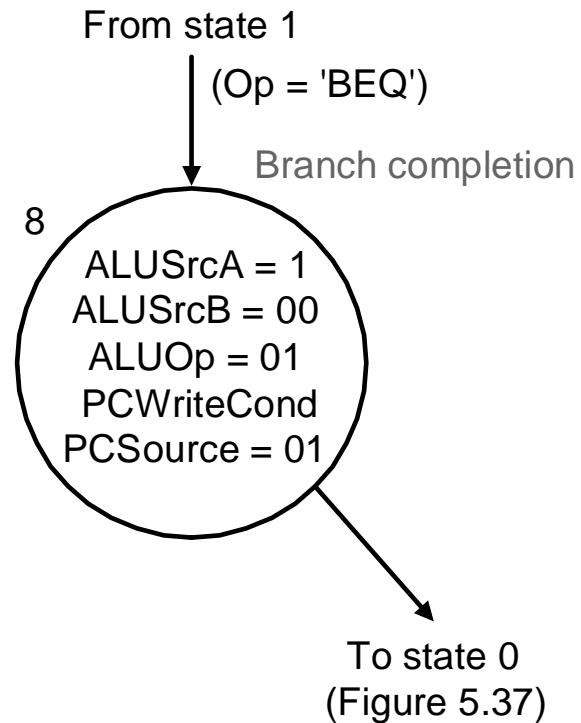 From state 1
(Op = 'BEQ')
Branch completion
8
ALUSrcA = 1
ALUSrcB = 00
ALUOp = 01
PCWriteCond
PCSource = 01
To state 0
(Figure 5.37)